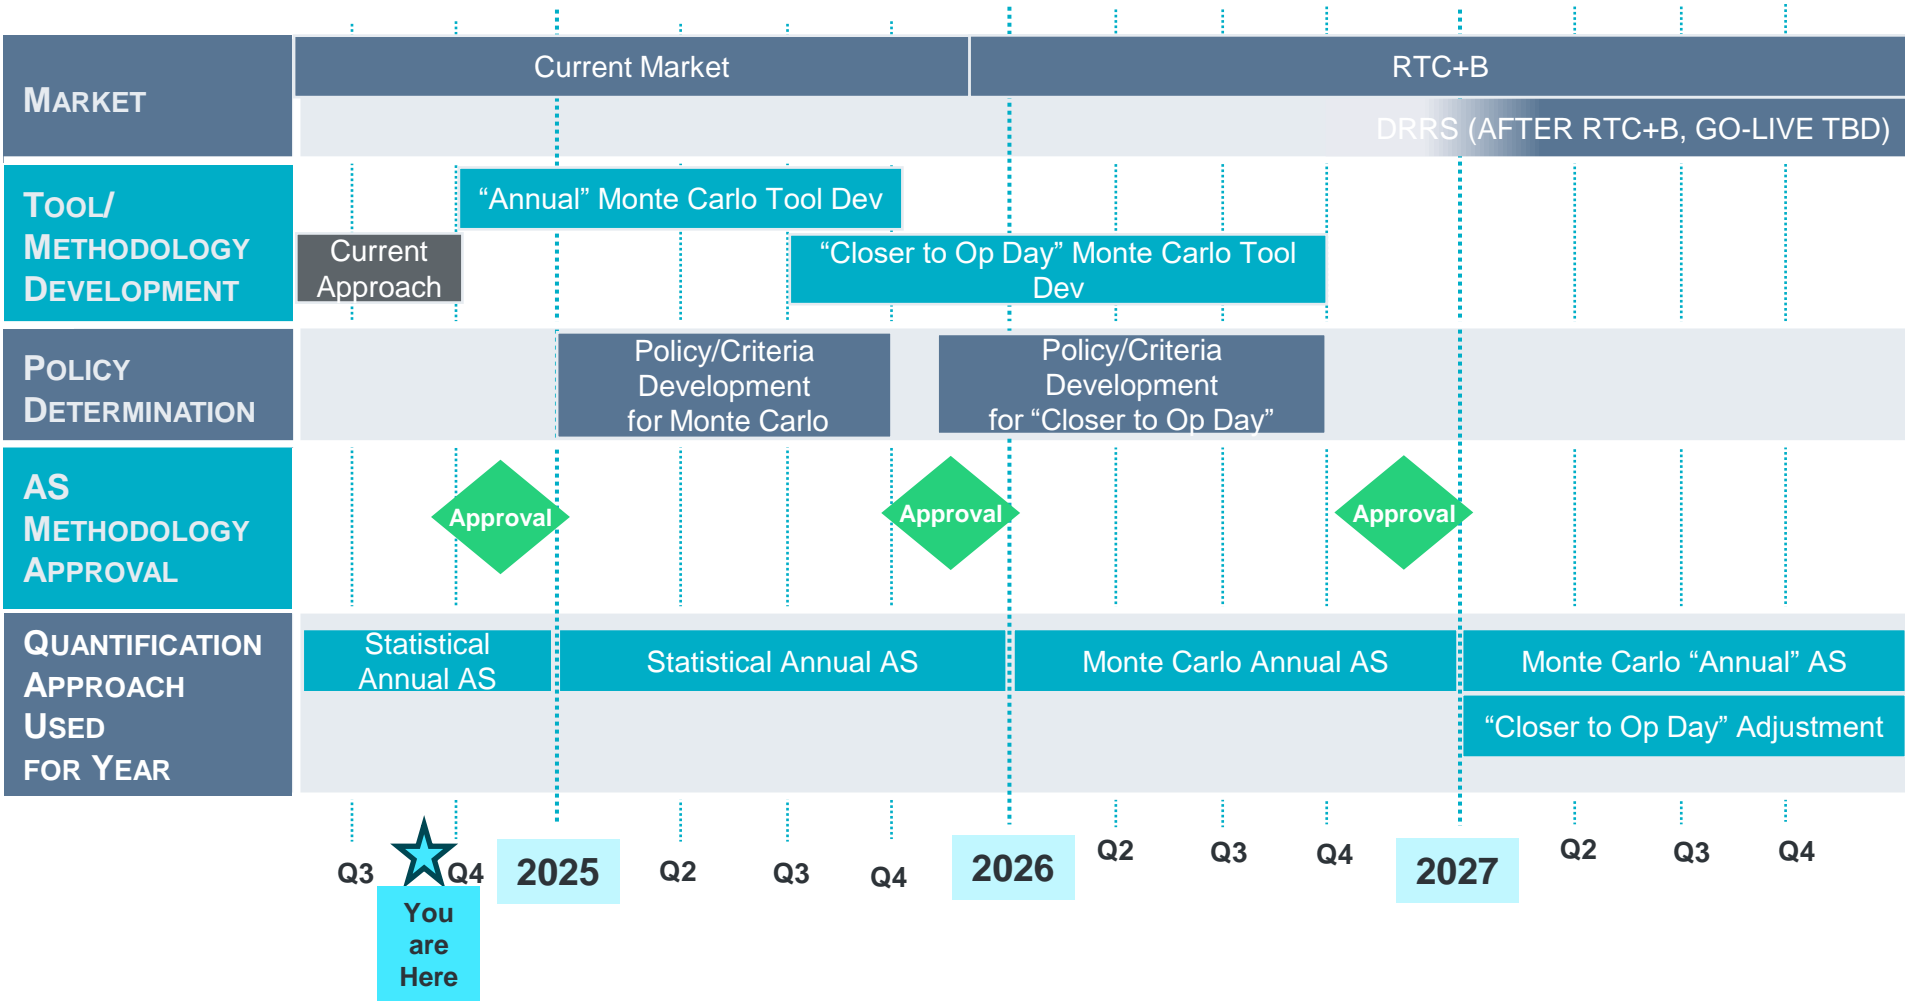 MARKET
Current Market
RTC+B
DRRS (AFTER RTC+B, GO-LIVE TBD)
TOOL/
METHODOLOGY
DEVELOPMENT
“Annual” Monte Carlo Tool Dev
Current
Approach
“Closer to Op Day” Monte Carlo Tool
Dev
POLICY
DETERMINATION
Policy/Criteria
Development
for Monte Carlo
Policy/Criteria
Development
for “Closer to Op Day”
AS
METHODOLOGY
APPROVAL
Approval
Approval
Approval
QUANTIFICATION
APPROACH
USED
FOR YEAR
Statistical
Annual AS
Statistical Annual AS
Monte Carlo Annual AS
Monte Carlo “Annual” AS
“Closer to Op Day” Adjustment
Q3
Q4
2025
Q2
Q3
Q4
2026
Q2
Q3
Q4
2027
Q2
Q3
Q4
You
are
Here